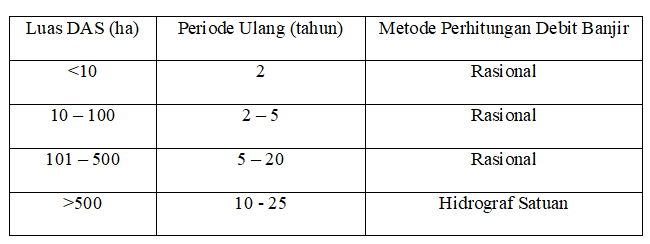 Luas DAS (ha) Periode Ulang (tahun) Metode Perhitungan Debit Banjir
<10 2 Rasional
10 – 100 2 – 5 Rasional
101 – 500 5 – 20 Rasional
>500 10 - 25 Hidrograf Satuan